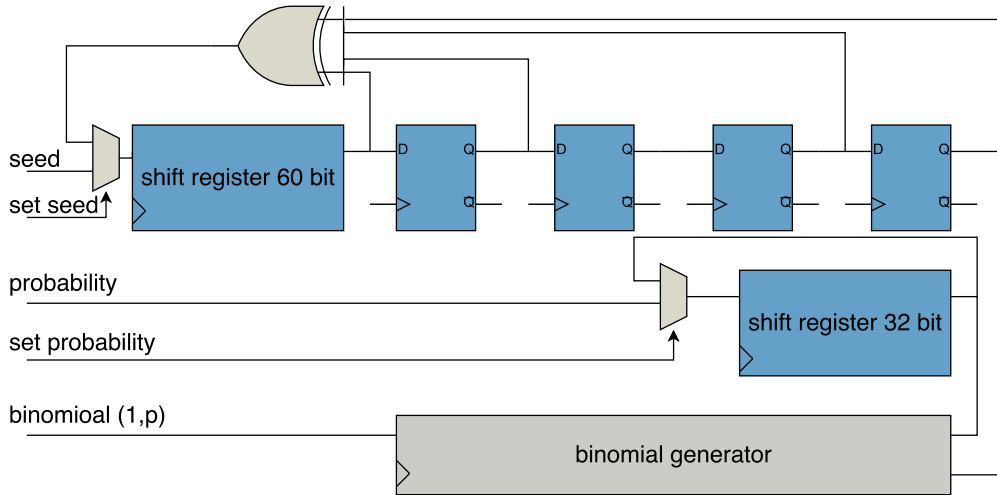 seed
set seed
shift register 60 bit
D Q
Q
D Q
Q
D Q
Q
D Q
Q
probability
set probability
shift register 32 bit
binomioal (1,p)
binomial generator